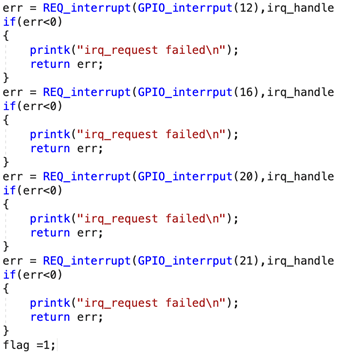 err = REQ_interrupt(GPIO_interrput(12),irq_handle
if(err<0)
{
    printk("irq_request failed\n");
    return err;
}
err = REQ_interrupt(GPIO_interrput(16),irq_handle
if(err<0)
{
    printk("irq_request failed\n");
    return err;
}
err = REQ_interrupt(GPIO_interrput(20),irq_handle
if(err<0)
{
    printk("irq_request failed\n");
    return err;
}
err = REQ_interrupt(GPIO_interrput(21),irq_handle
if(err<0)
{
    printk("irq_request failed\n");
    return err;
}
flag =1;